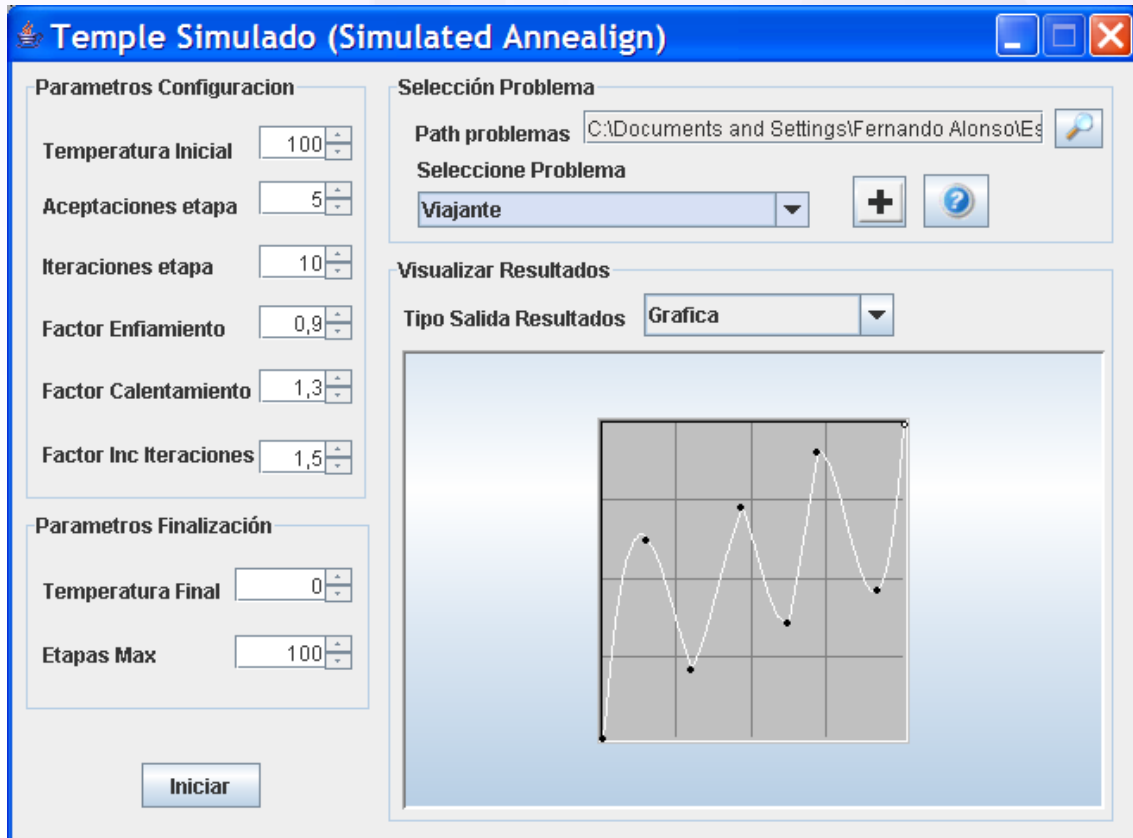 Temple Simulado (Simulated Annealign)
Parametros Configuracion
Temperatura Inicial 100
Aceptaciones etapa 5
Iteraciones etapa 10
Factor Enfiamiento 0,9
Factor Calentamiento 1,3
Factor Inc Iteraciones 1,5
Parametros Finalización
Temperatura Final 0
Etapas Max 100
Iniciar
Selección Problema
Path problemas C:\Documents and Settings\Fernando Alonso\Es
Seleccione Problema
Viajante
Visualizar Resultados
Tipo Salida Resultados Grafica